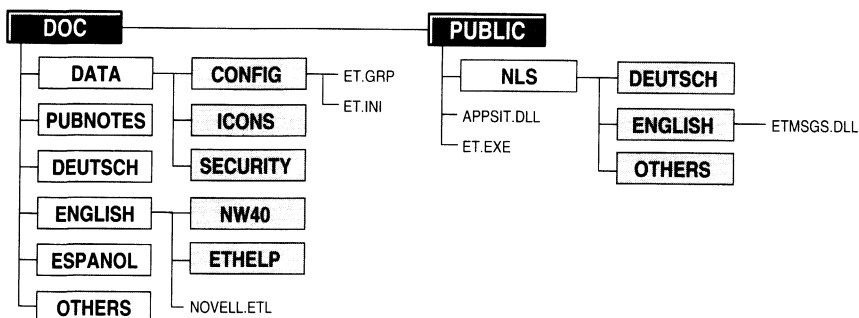 DOC
PUBLIC
DATA
CONFIG
ET.GRP
ET.INI
PUBNOTES
ICONS
DEUTSCH
SECURITY
ENGLISH
NW40
ESPANOL
ETHELP
OTHERS
NOVELL.ETL
NLS
DEUTSCH
APPSIT.DLL
ENGLISH
ETMSGS.DLL
ET.EXE
OTHERS